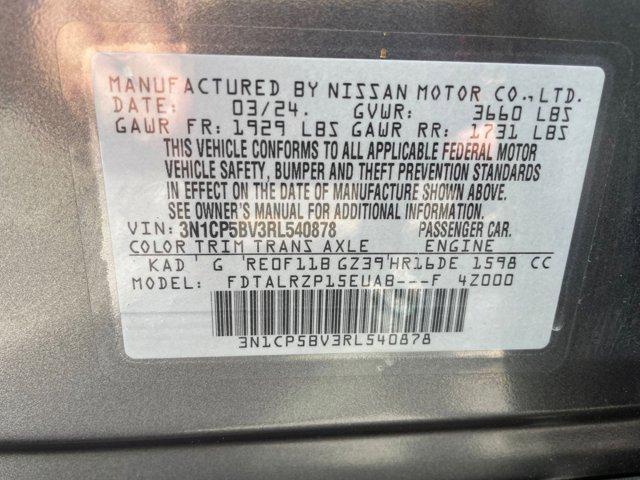 MANUFACTURED BY NISSAN MOTOR CO.,LTD.
DATE: 03/24. GVWR: 3660 LBS
GAWR FR: 1929 LBS GAWR RR: 1731 LBS
THIS VEHICLE CONFORMS TO ALL APPLICABLE FEDERAL MOTOR
VEHICLE SAFETY, BUMPER AND THEFT PREVENTION STANDARDS
IN EFFECT ON THE DATE OF MANUFACTURE SHOWN ABOVE.
SEE OWNER'S MANUAL FOR ADDITIONAL INFORMATION.
VIN: 3N1CP5BV3RL540878 PASSENGER CAR.
COLOR TRIM TRANS AXLE ENGINE
KAD G RE0F11B GZ39 HR16DE 1598 CC
MODEL: FDTALRZP15EUAB---F 4Z000
3N1CP5BV3RL540878